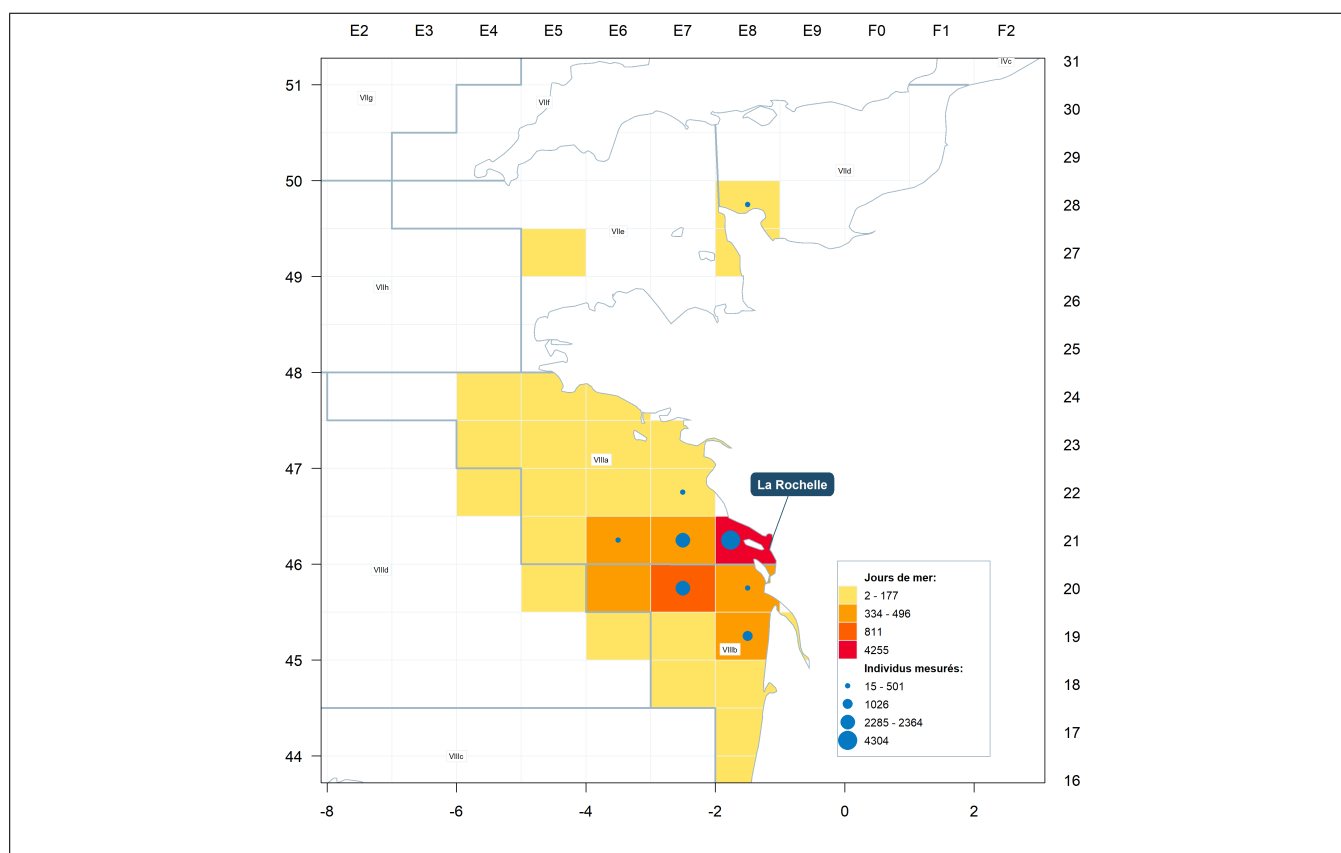 E2 E3 E4 E5 E6 E7 E8 E9 F0 F1 F2
IVc
31
51
VIIg
VIIf
30
29
VIId
50
28
VIIe
27
49
VIIh
26
25
48
24
23
VIIIa
47
La Rochelle
22
21
46
VIIId
Jours de mer:
2 - 177
334 - 496
811
4255
Individus mesurés:
15 - 501
1026
2285 - 2364
4304
20
19
VIIIb
45
18
17
44
VIIIc
16
-8 -6 -4 -2 0 2